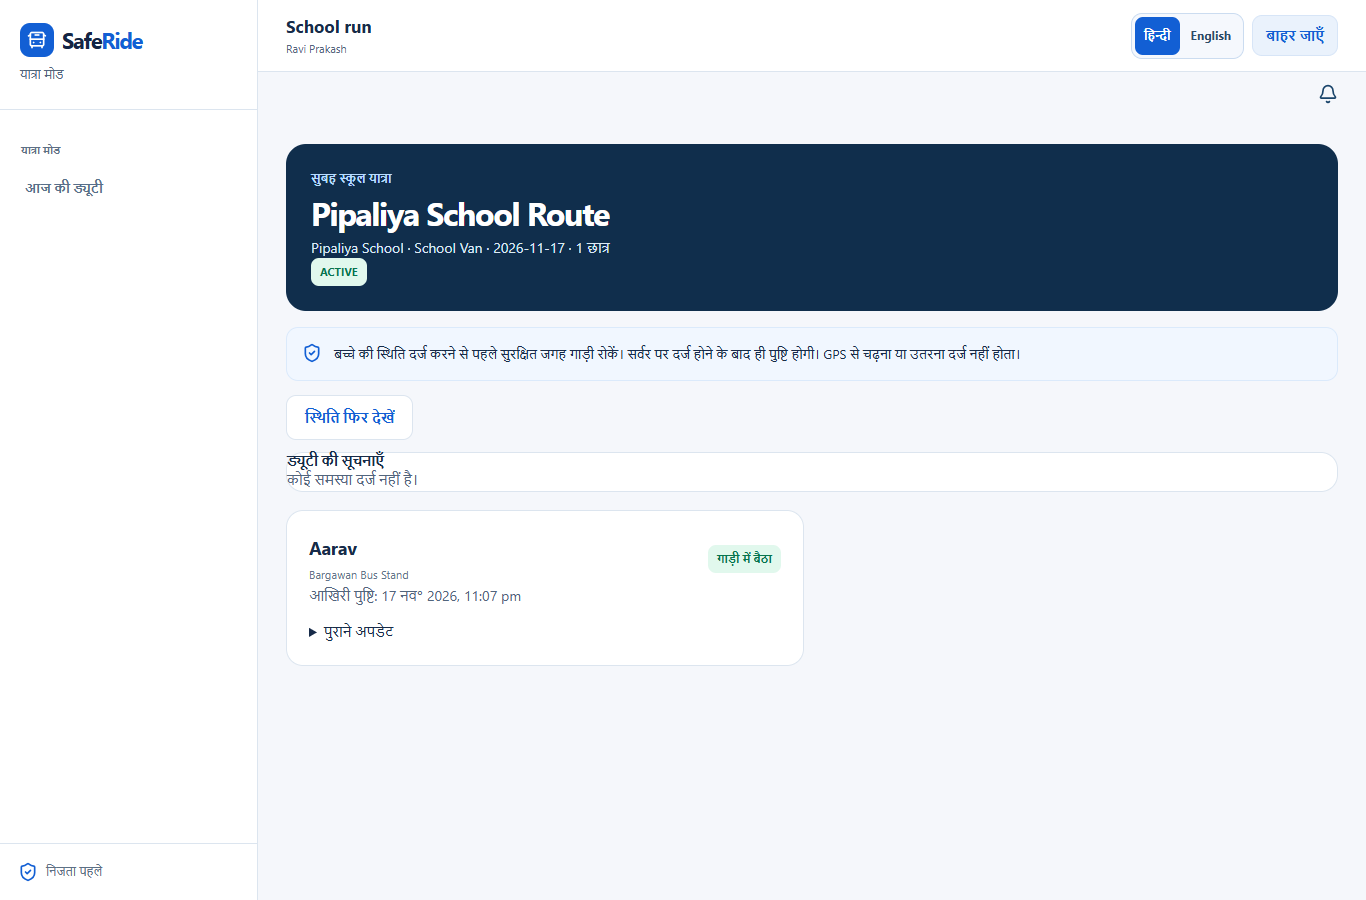 SafeRide
यात्रा मोड
यात्रा मोड
आज की ड्यूटी
निजता पहले
School run
Ravi Prakash
हिन्दी
English
बाहर जाएँ
सुबह स्कूल यात्रा
Pipaliya School Route
Pipaliya School · School Van · 2026-11-17 · 1 छात्र
ACTIVE
बच्चे की स्थिति दर्ज करने से पहले सुरक्षित जगह गाड़ी रोकें। सर्वर पर दर्ज होने के बाद ही पुष्टि होगी। GPS से चढ़ना या उतरना दर्ज नहीं होता।
स्थिति फिर देखें
ड्यूटी की सूचनाएँ
कोई समस्या दर्ज नहीं है।
Aarav
गाड़ी में बैठा
Bargawan Bus Stand
आखिरी पुष्टि: 17 नव॰ 2026, 11:07 pm
पुराने अपडेट